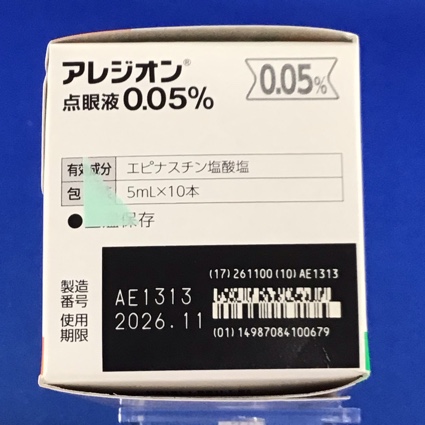 アレジオン®
点眼液0.05%
0.05%
有効成分 エピナスチン塩酸塩
包 5mL×10本
保存
(17)261100(10)AE1313
製造番号 AE1313
使用期限 2026.11
(01)14987084100679